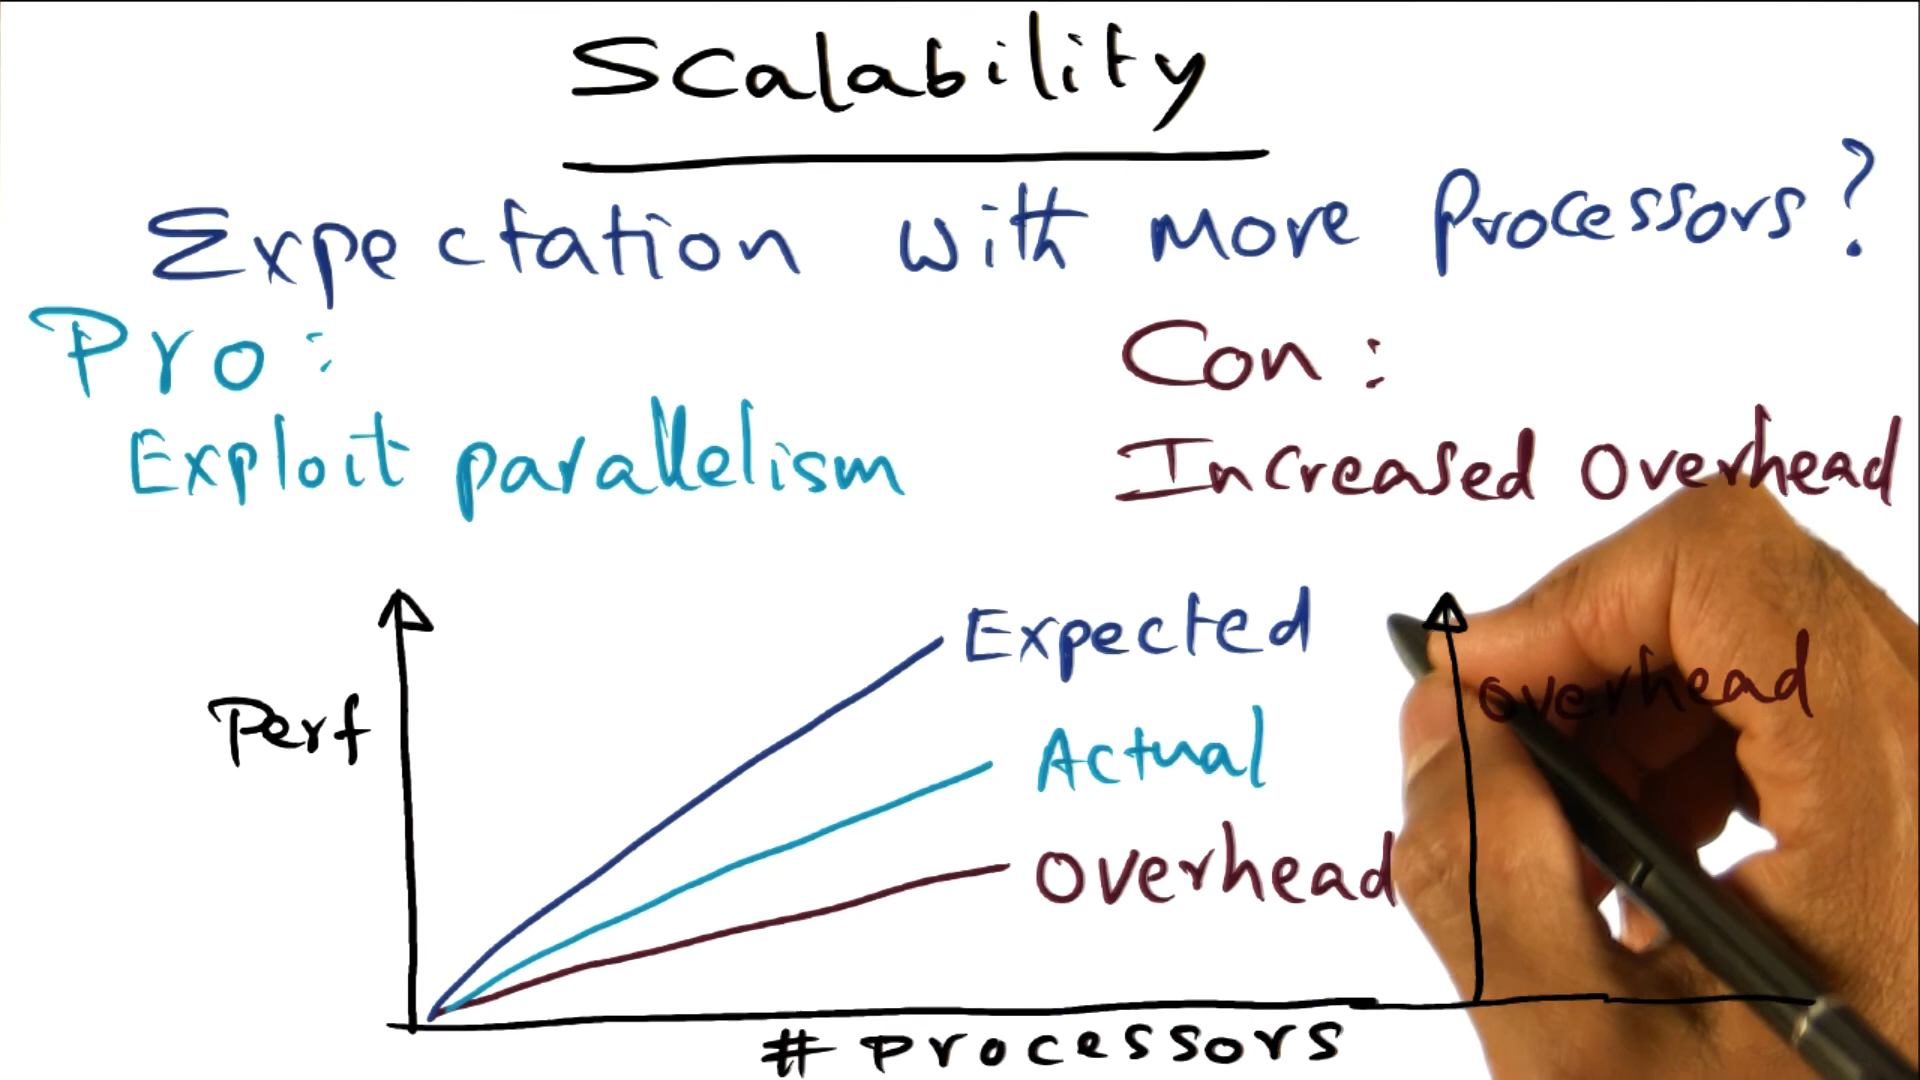 Scalability
Expectation with more Processors?
Pro:
Con:
Exploit parallelism
Increased Overhead
Expected
overhead
Perf
Actual
Overhead
# processors